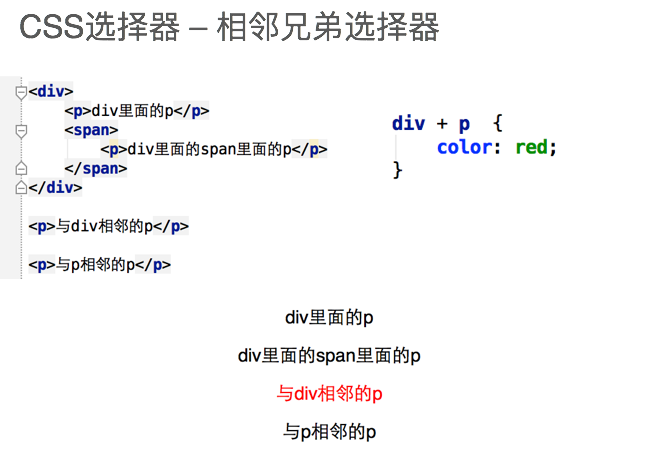 CSS选择器 – 相邻兄弟选择器
<div>
<p>div里面的p</p>
<span>
<p>div里面的span里面的p</p>
</span>
</div>
<p>与div相邻的p</p>
<p>与p相邻的p</p>
div + p {
color: red;
}
div里面的p
div里面的span里面的p
与div相邻的p
与p相邻的p